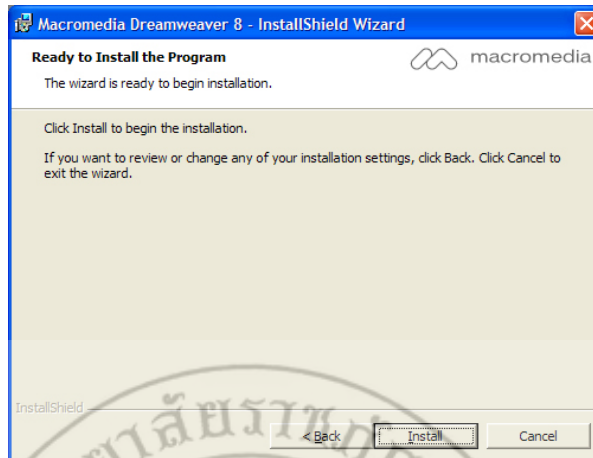 Macromedia Dreamweaver 8 - InstallShield Wizard
Ready to Install the Program
macromedia
The wizard is ready to begin installation.
Click Install to begin the installation.
If you want to review or change any of your installation settings, click Back. Click Cancel to
exit the wizard.
InstallShield
< Back
Install
Cancel